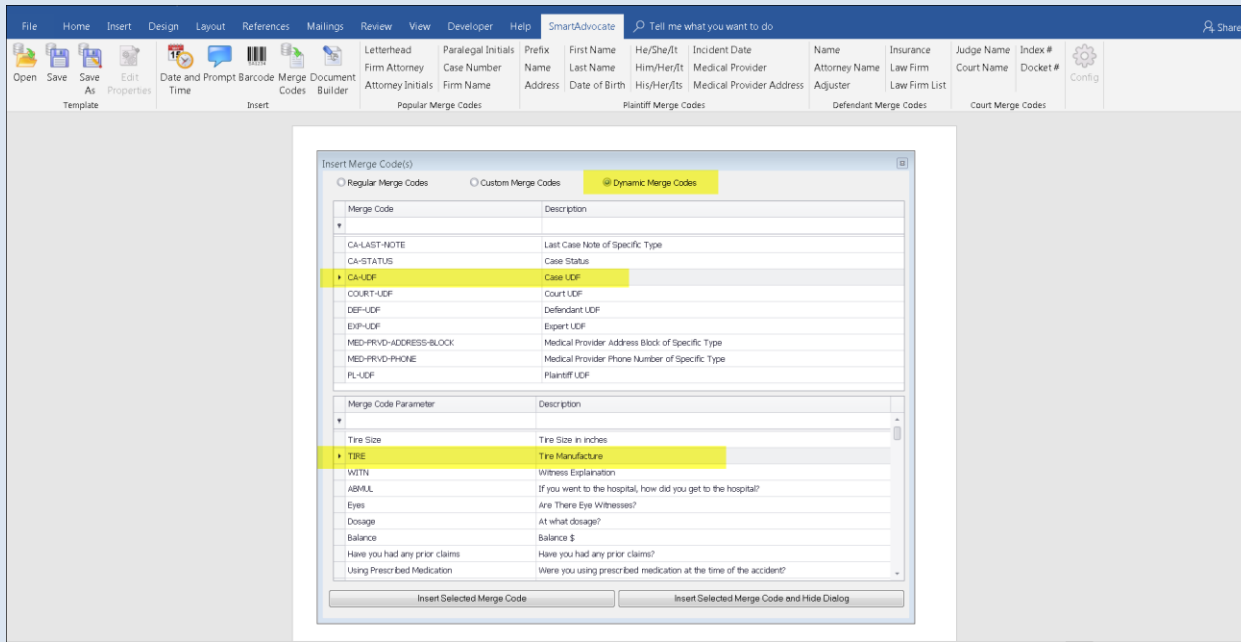 File Home Insert Design Layout References Mailings Review View Developer Help SmartAdvocate Tell me what you want to do Share
Letterhead Paralegal Initials Prefix First Name He/She/It Incident Date Name Insurance Judge Name Index #
Firm Attorney Case Number Name Last Name Him/Her/It Medical Provider Attorney Name Law Firm Court Name Docket #
Open Save Save As Edit Properties Date and Time Prompt Barcode Merge Codes Document Builder Attorney Initials Firm Name Address Date of Birth His/Her/Its Medical Provider Address Adjuster Law Firm List Config
Template Insert Popular Merge Codes Plaintiff Merge Codes Defendant Merge Codes Court Merge Codes
Insert Merge Code(s)
Regular Merge Codes Custom Merge Codes Dynamic Merge Codes
Merge Code Description
CA-LAST-NOTE Last Case Note of Specific Type
CA-STATUS Case Status
CA-UDF Case UDF
COURT-UDF Court UDF
DEF-UDF Defendant UDF
EXP-UDF Expert UDF
MED-PRVD-ADDRESS-BLOCK Medical Provider Address Block of Specific Type
MED-PRVD-PHONE Medical Provider Phone Number of Specific Type
PL-UDF Plaintiff UDF
Merge Code Parameter Description
Tire Size Tire Size in inches
TIRE Tire Manufacture
WITN Witness Explaination
ABMUL If you went to the hospital, how did you get to the hospital?
Eyes Are There Eye Witnesses?
Dosage At what dosage?
Balance Balance $
Have you had any prior claims Have you had any prior claims?
Using Prescribed Medication Were you using prescribed medication at the time of the accident?
Insert Selected Merge Code Insert Selected Merge Code and Hide Dialog